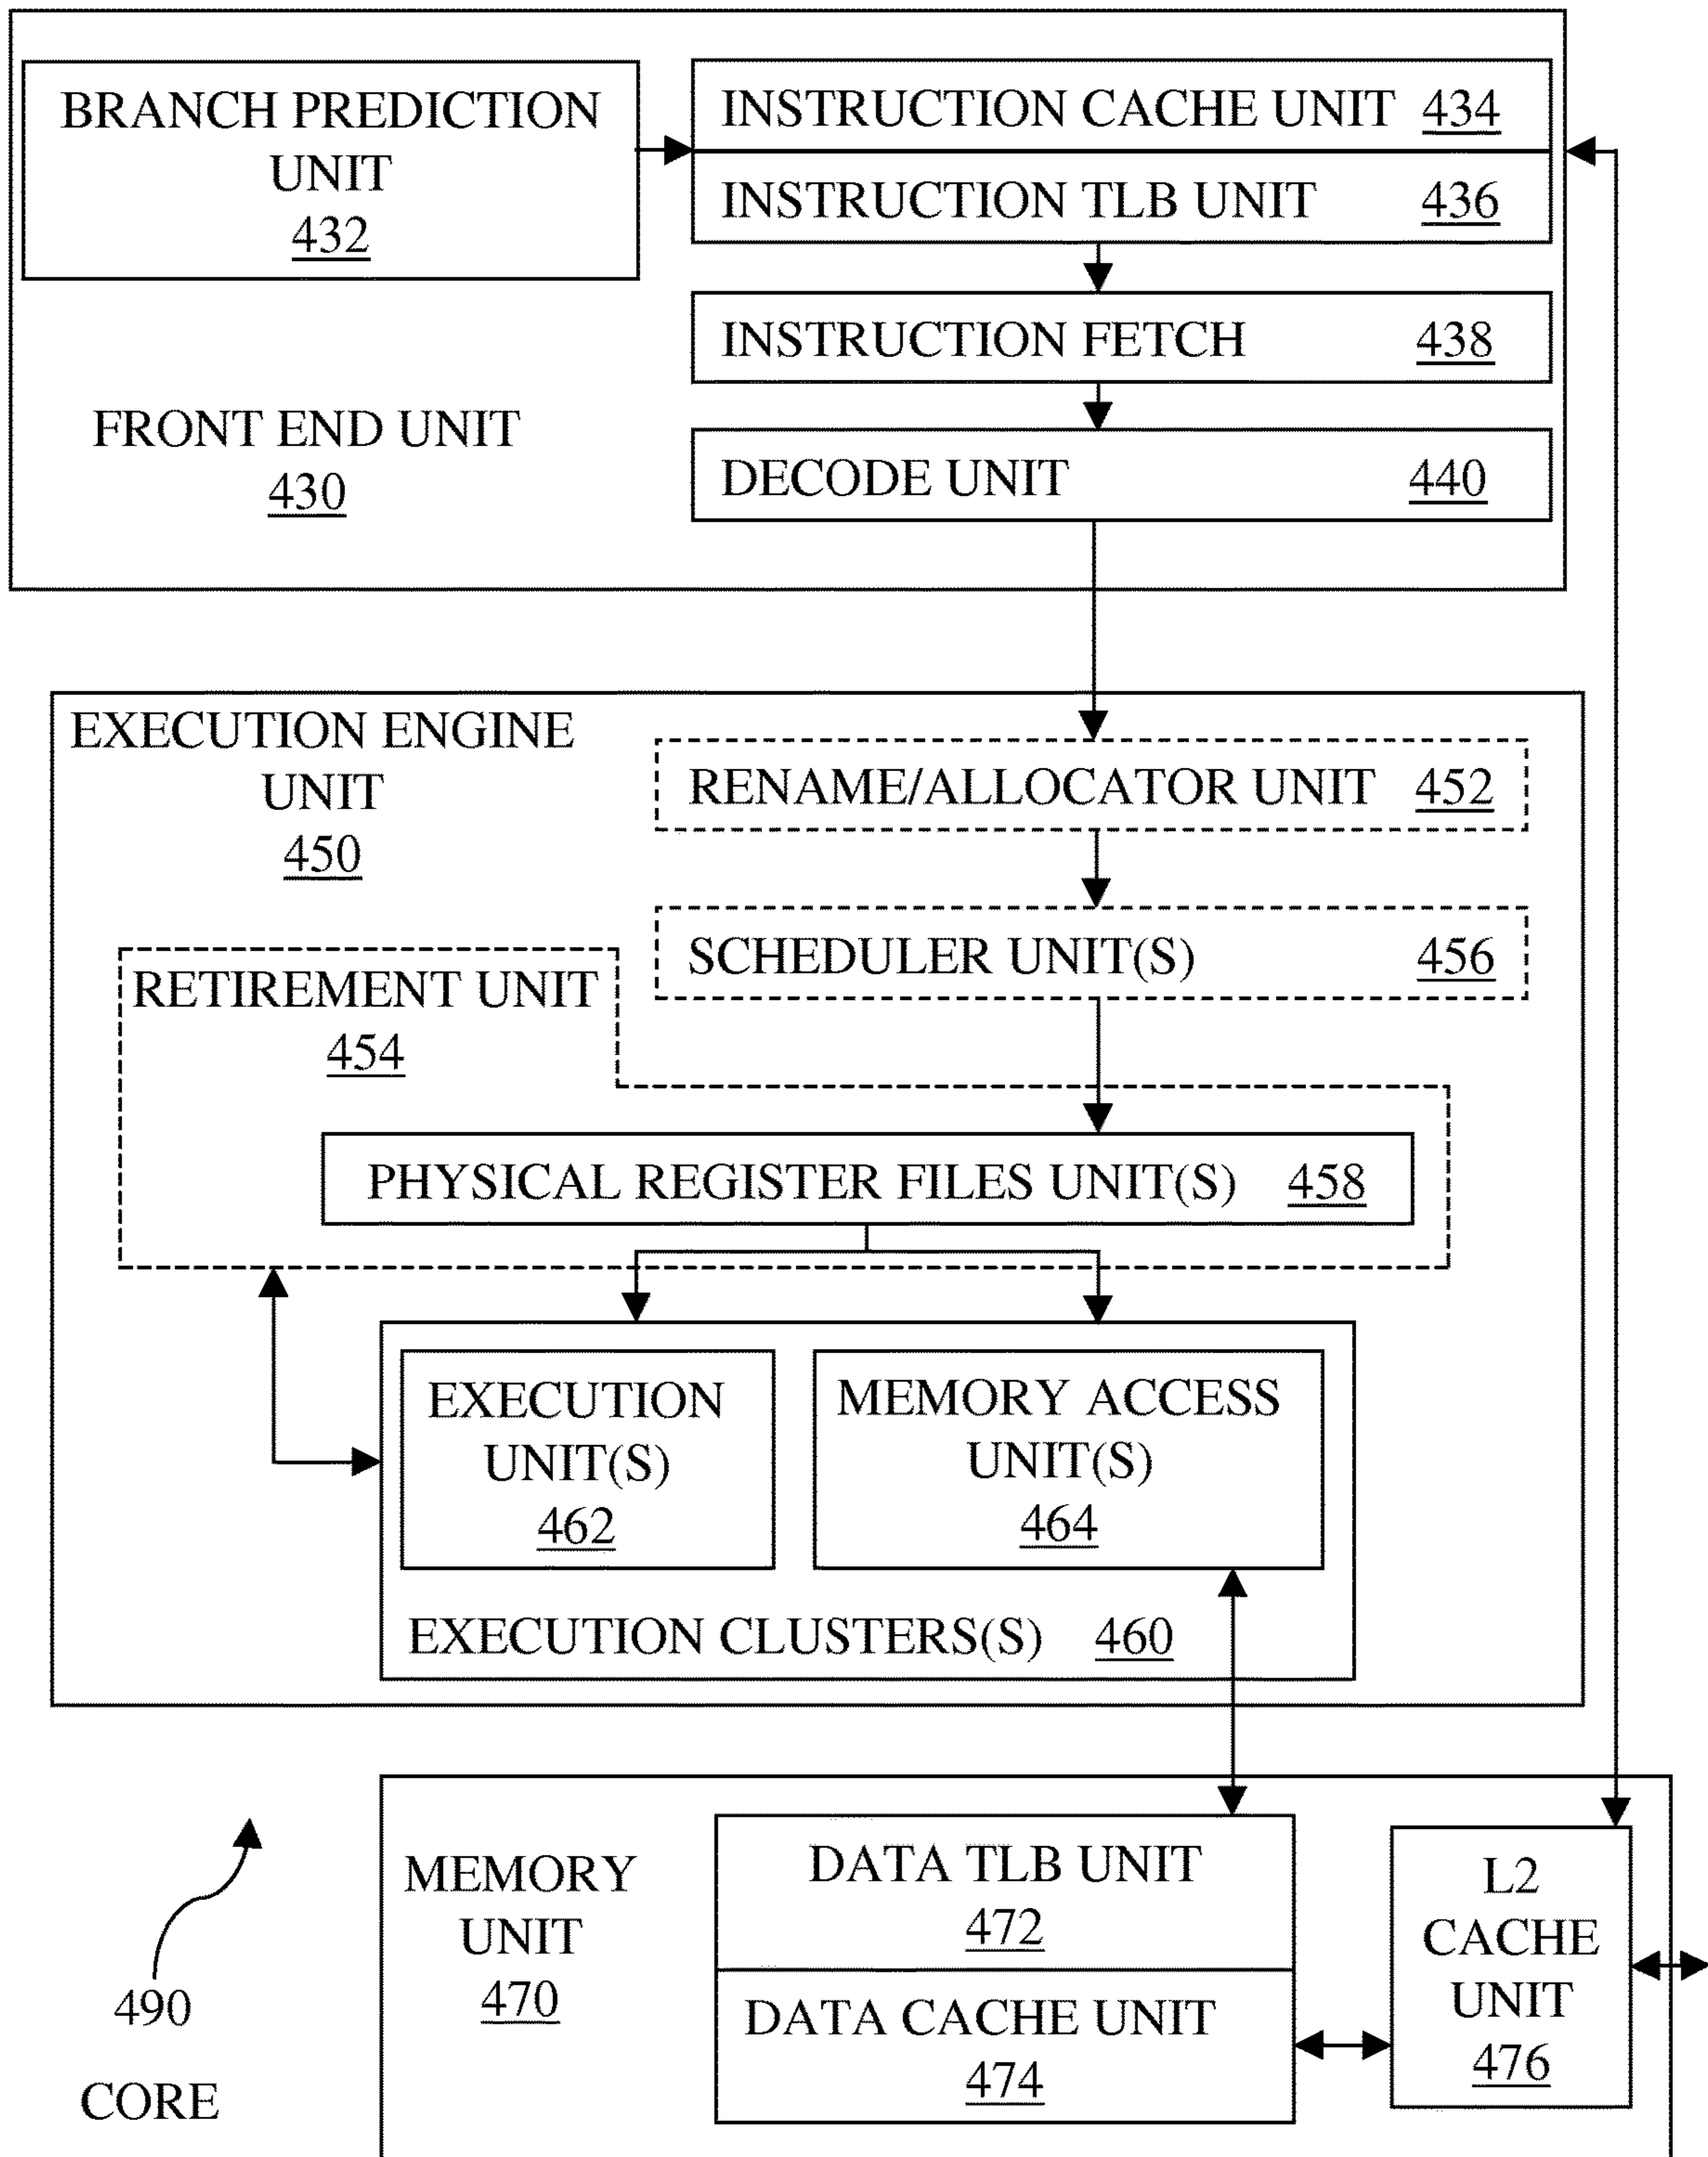 BRANCH PREDICTION
UNIT
432
INSTRUCTION CACHE UNIT 434
INSTRUCTION TLB UNIT 436
INSTRUCTION FETCH 438
FRONT END UNIT
430
DECODE UNIT 440
EXECUTION ENGINE
UNIT
450
RENAME/ALLOCATOR UNIT 452
SCHEDULER UNIT(S) 456
RETIREMENT UNIT
454
PHYSICAL REGISTER FILES UNIT(S) 458
EXECUTION
UNIT(S)
462
MEMORY ACCESS
UNIT(S)
464
EXECUTION CLUSTERS(S) 460
MEMORY
UNIT
470
DATA TLB UNIT
472
DATA CACHE UNIT
474
L2
CACHE
UNIT
476
490
CORE